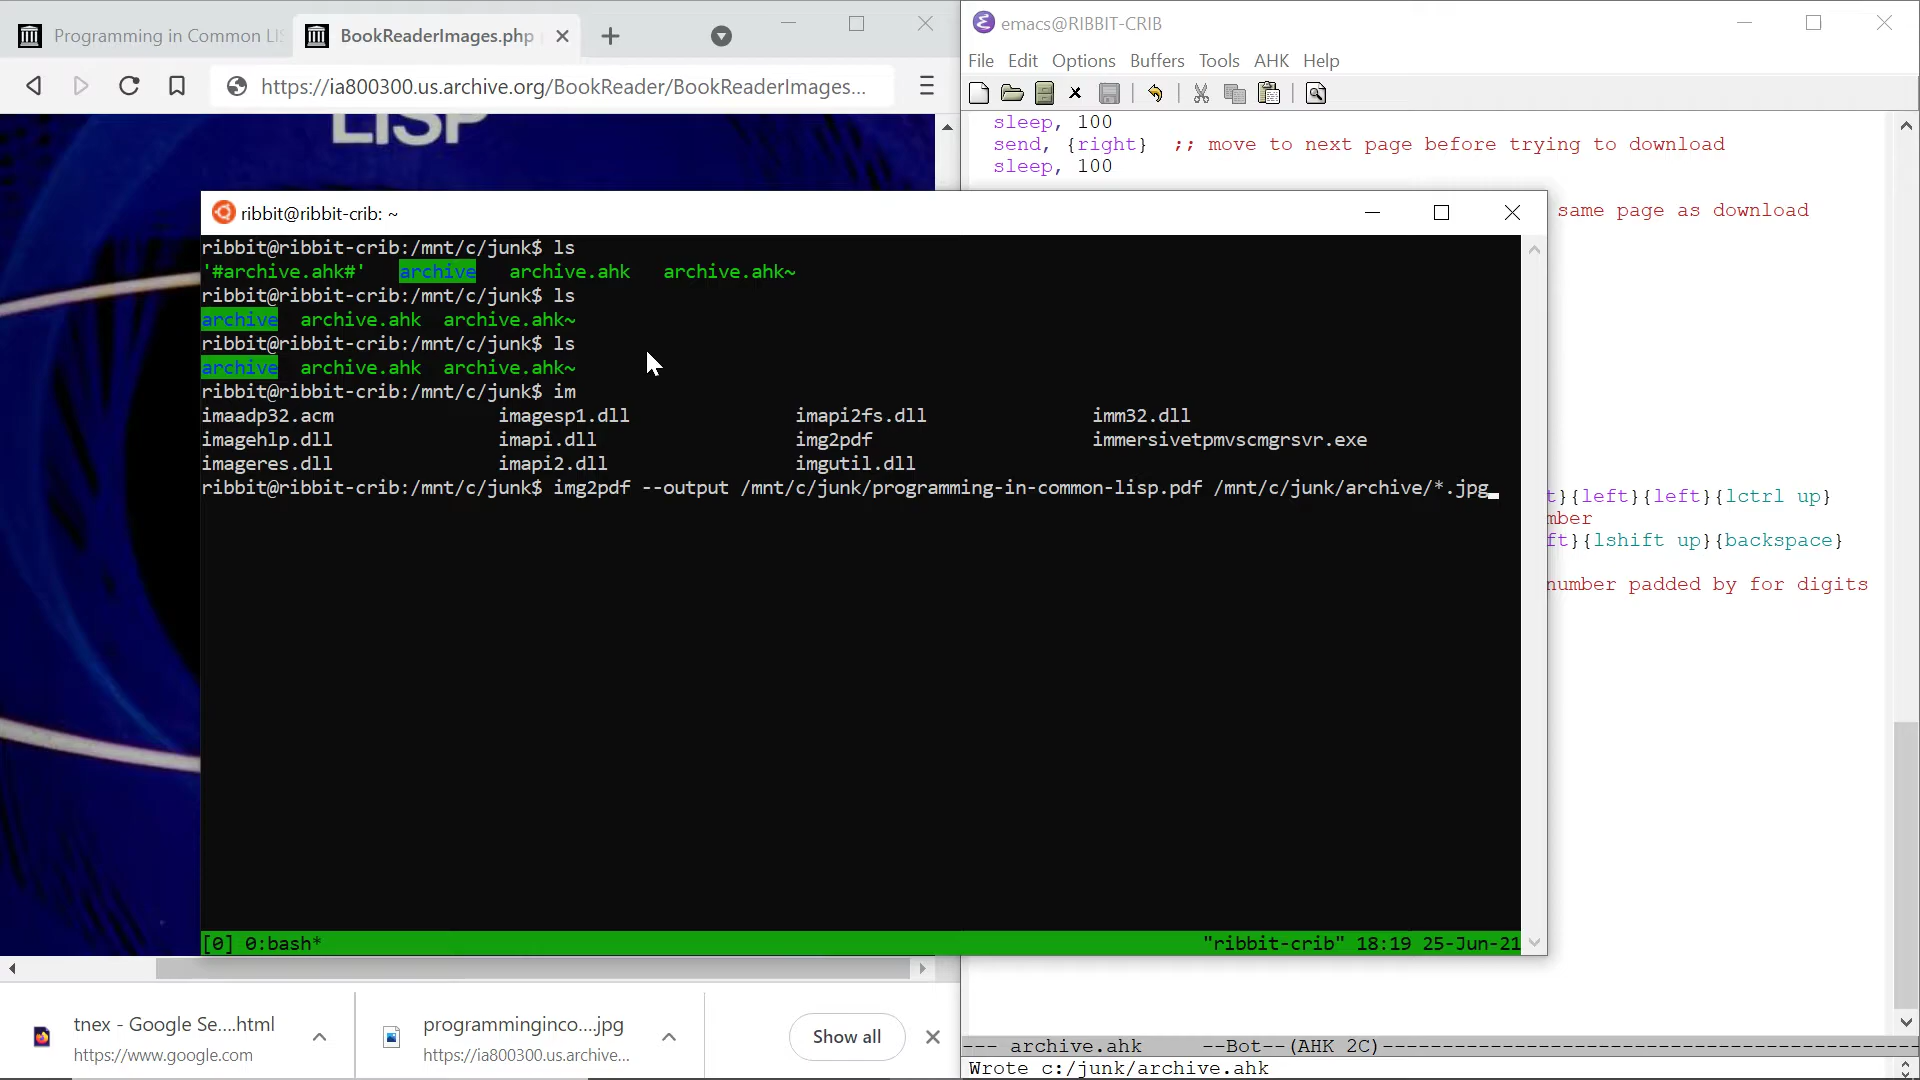 Programming in Common LIS
BookReaderImages.php
https://ia800300.us.archive.org/BookReader/BookReaderImages...
LISP
emacs@RIBBIT-CRIB
File Edit Options Buffers Tools AHK Help
sleep, 100
send, {right} ;; move to next page before trying to download
sleep, 100
same page as download
t}{left}{left}{lctrl up}
mber
ft}{lshift up}{backspace}
number padded by for digits
ribbit@ribbit-crib: ~
ribbit@ribbit-crib:/mnt/c/junk$ ls
'#archive.ahk#' archive archive.ahk archive.ahk~
ribbit@ribbit-crib:/mnt/c/junk$ ls
archive archive.ahk archive.ahk~
ribbit@ribbit-crib:/mnt/c/junk$ ls
archive archive.ahk archive.ahk~
ribbit@ribbit-crib:/mnt/c/junk$ im
imaadp32.acm imagesp1.dll imapi2fs.dll imm32.dll
imagehlp.dll imapi.dll img2pdf immersivetpmvscmgrsvr.exe
imageres.dll imapi2.dll imgutil.dll
ribbit@ribbit-crib:/mnt/c/junk$ img2pdf --output /mnt/c/junk/programming-in-common-lisp.pdf /mnt/c/junk/archive/*.jpg
[0] 0:bash* "ribbit-crib" 18:19 25-Jun-21
tnex - Google Se....html
https://www.google.com
programminginco....jpg
https://ia800300.us.archive...
Show all
--- archive.ahk --Bot--(AHK 2C)--------------------------------------------
Wrote c:/junk/archive.ahk